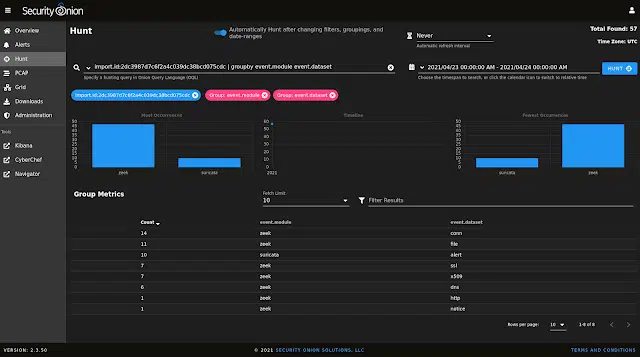 Security Onion
Overview
Alerts
Hunt
PCAP
Grid
Downloads
Administration
Tools
Kibana
CyberChef
Navigator
Hunt
Automatically Hunt after changing filters, groupings, and
date-ranges
Never
Automatic refresh interval
Total Found: 57
Time Zone: UTC
import.id:2dc3987d7c6f2a4c039dc38bcd075cdc | groupby event.module event.dataset
Specify a hunting query in Onion Query Language (OQL)
2021/04/23 00:00:00 AM - 2021/04/24 00:00:00 AM
Choose the timespan to search, or click the calendar icon to switch to relative time
HUNT
import.id:2dc3987d7c6f2a4c039dc38bcd075cdc
Group: event.module
Group: event.dataset
Most Occurrences
50
45
40
35
30
25
20
15
10
5
0
zeek
suricata
Timeline
60
50
40
30
20
10
0
2021
Fewest Occurrences
50
45
40
35
30
25
20
15
10
5
0
suricata
zeek
Group Metrics
Fetch Limit
10
Filter Results
Count event.module event.dataset
14 zeek conn
11 zeek file
10 suricata alert
7 zeek ssl
7 zeek x509
6 zeek dns
1 zeek http
1 zeek notice
Rows per page: 10 1-8 of 8
VERSION: 2.3.50
© 2021 SECURITY ONION SOLUTIONS, LLC
TERMS AND CONDITIONS